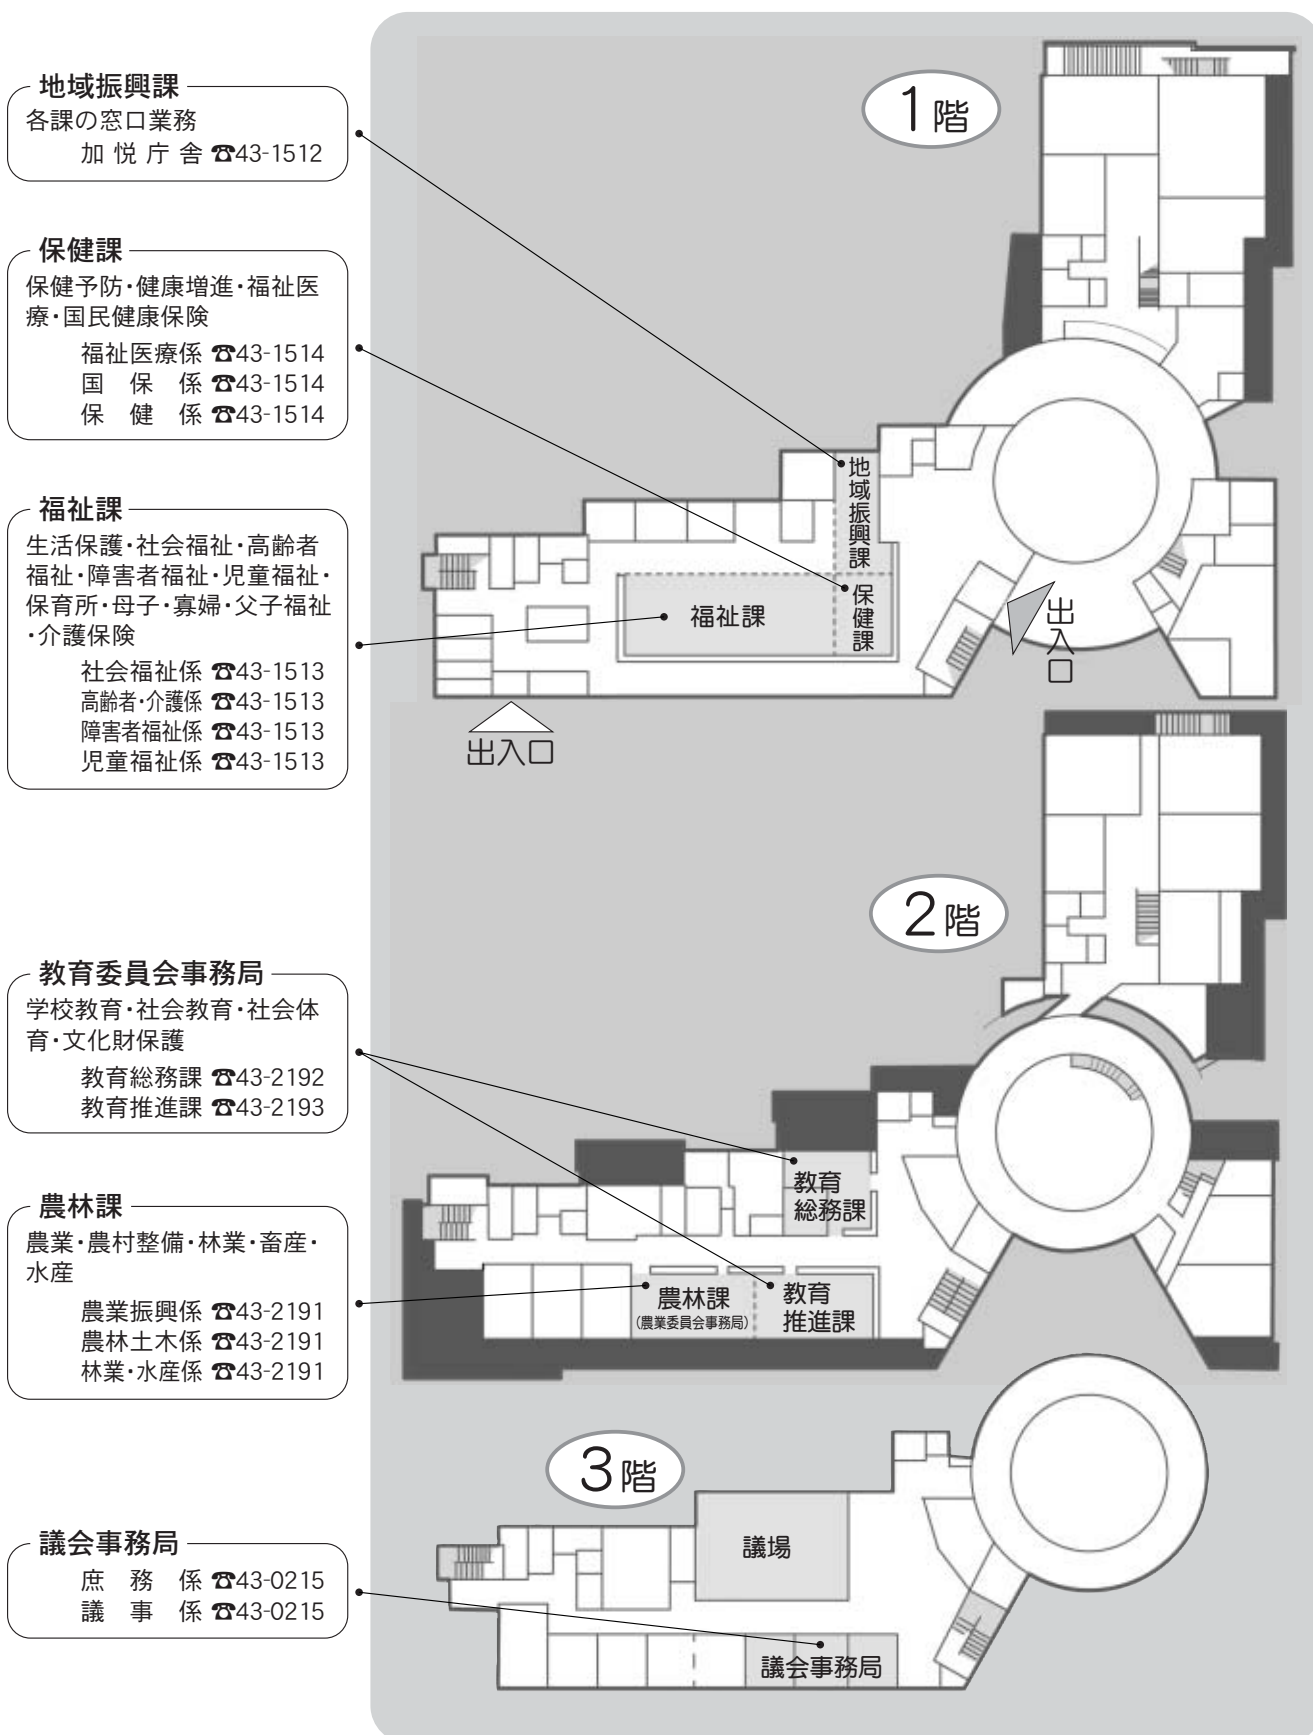 地域振興課
各課の窓口業務
加悦庁舎 ☎43-1512
保健課
保健予防・健康増進・福祉医
療・国民健康保険
福祉医療係 ☎43-1514
国保係 ☎43-1514
保健係 ☎43-1514
福祉課
生活保護・社会福祉・高齢者
福祉・障害者福祉・児童福祉・
保育所・母子・寡婦・父子福祉
・介護保険
社会福祉係 ☎43-1513
高齢者・介護係 ☎43-1513
障害者福祉係 ☎43-1513
児童福祉係 ☎43-1513
教育委員会事務局
学校教育・社会教育・社会体
育・文化財保護
教育総務課 ☎43-2192
教育推進課 ☎43-2193
農林課
農業・農村整備・林業・畜産・
水産
農業振興係 ☎43-2191
農林土木係 ☎43-2191
林業・水産係 ☎43-2191
議会事務局
庶務係 ☎43-0215
議事係 ☎43-0215
1階
地域振興課
保健課
福祉課
出入口
出入口
2階
教育
総務課
農林課
(農業委員会事務局)
教育
推進課
3階
議場
議会事務局